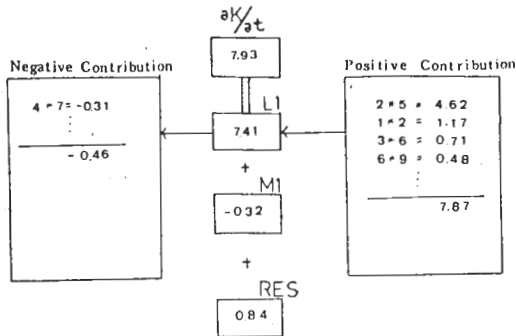 ∂K/∂t
7.93
Negative Contribution
4 * 7 = -0.31
⋮
- 0.46
L1
7.41
+
M1
-0.32
+
RES
0.84
Positive Contribution
2 * 5 = 4.62
1 * 2 = 1.17
3 * 6 = 0.71
6 * 9 = 0.48
⋮
7.87